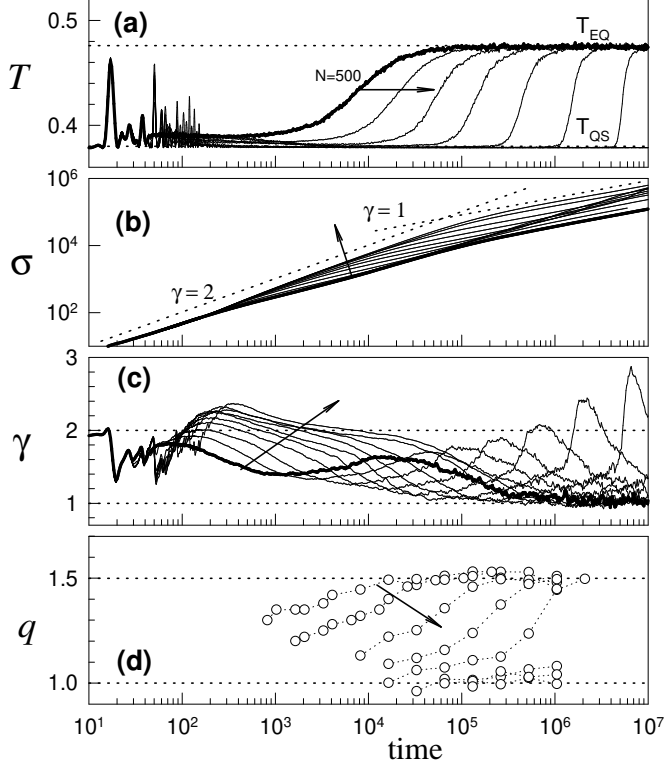 (a)
0.5
T_EQ
T
N=500
0.4
T_QS
10^6
(b)
γ = 1
10^4
σ
γ = 2
10^2
3
(c)
2
γ
1
1.5
q
(d)
1.0
10^1 10^2 10^3 10^4 10^5 10^6 10^7
time